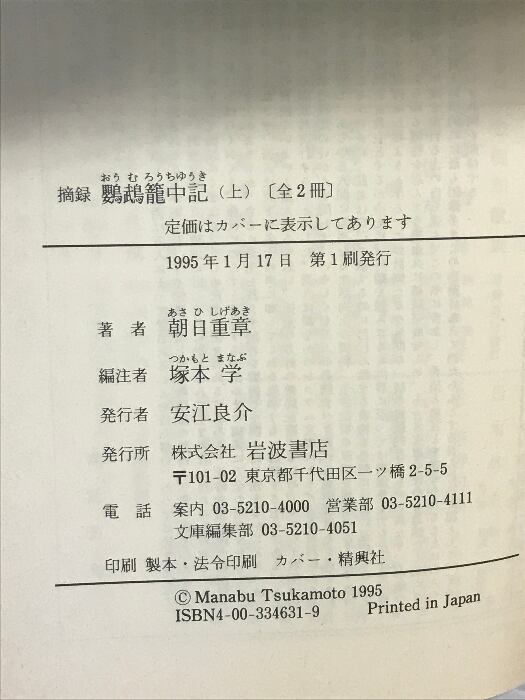 おうむろうちゆうき
摘録 鸚鵡籠中記（上）〔全2冊〕
定価はカバーに表示してあります
1995年1月17日 第1刷発行
あさひしげあき
著者 朝日重章
つかもと まなぶ
編注者 塚本 学
発行者 安江良介
発行所 株式会社 岩波書店
〒101-02 東京都千代田区一ツ橋2-5-5
電話 案内 03-5210-4000 営業部 03-5210-4111
文庫編集部 03-5210-4051
印刷 製本・法令印刷 カバー・精興社
© Manabu Tsukamoto 1995
ISBN4-00-334631-9 Printed in Japan